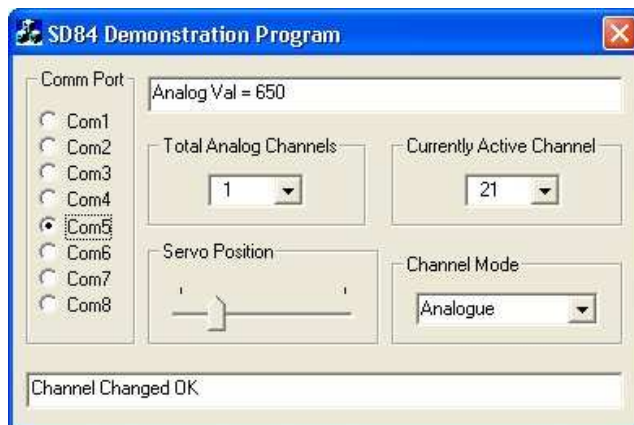 SD84 Demonstration Program
Comm Port
Com1
Com2
Com3
Com4
Com5
Com6
Com7
Com8
Analog Val = 650
Total Analog Channels
1
Currently Active Channel
21
Servo Position
Channel Mode
Analogue
Channel Changed OK